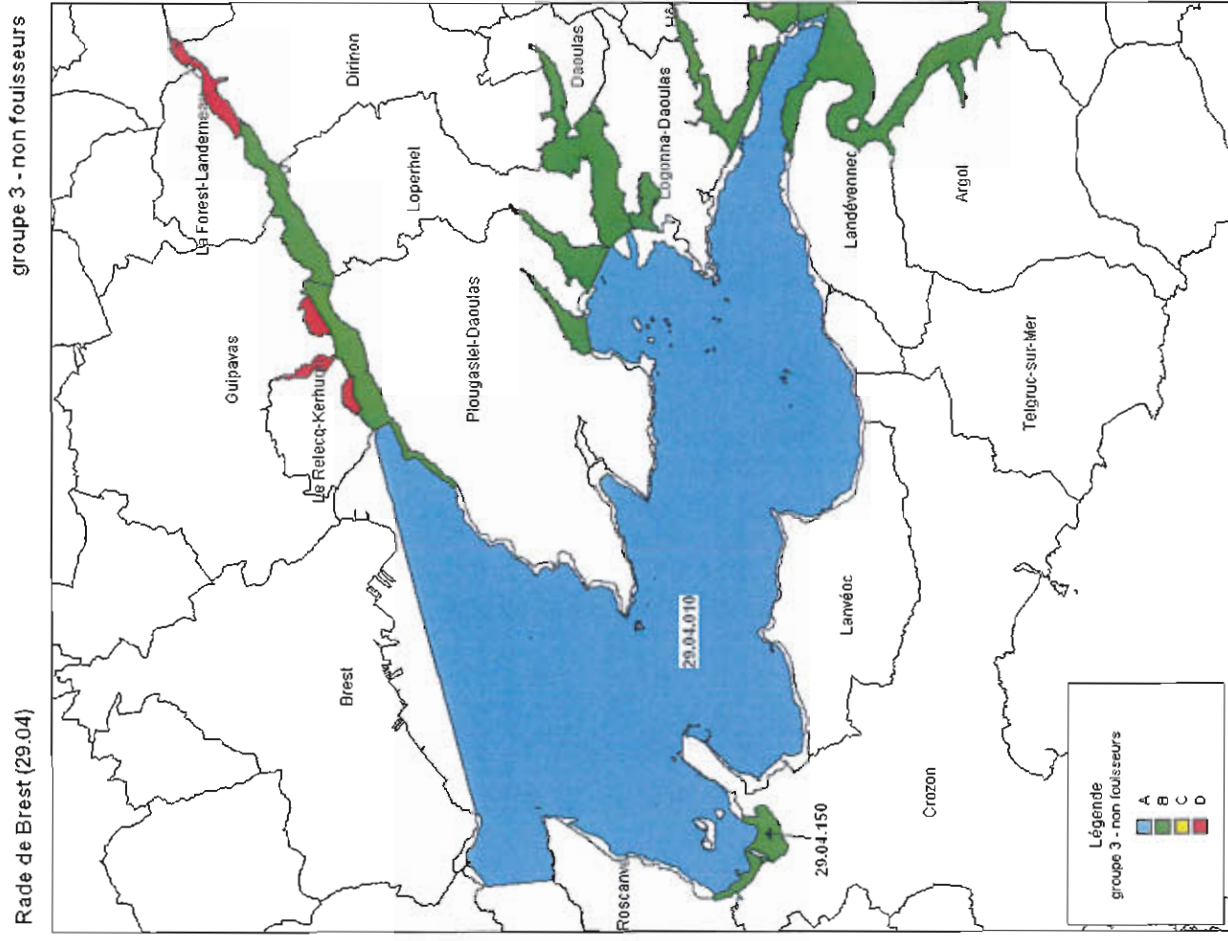 Rade de Brest (29.04)
groupe 3 - non fouisseurs
La Forest-Landerneau
Dirinon
Guipavas
Le Relecq-Kerhuon
Loperhet
Daoulas
Brest
Plougastel-Daoulas
Logonna-Daoulas
29.04.010
Landévennec
Argol
Roscanvel
29.04.150
Lanvéoc
Telgruc-sur-Mer
Crozon
Légende
groupe 3 - non fouisseurs
A
B
C
D